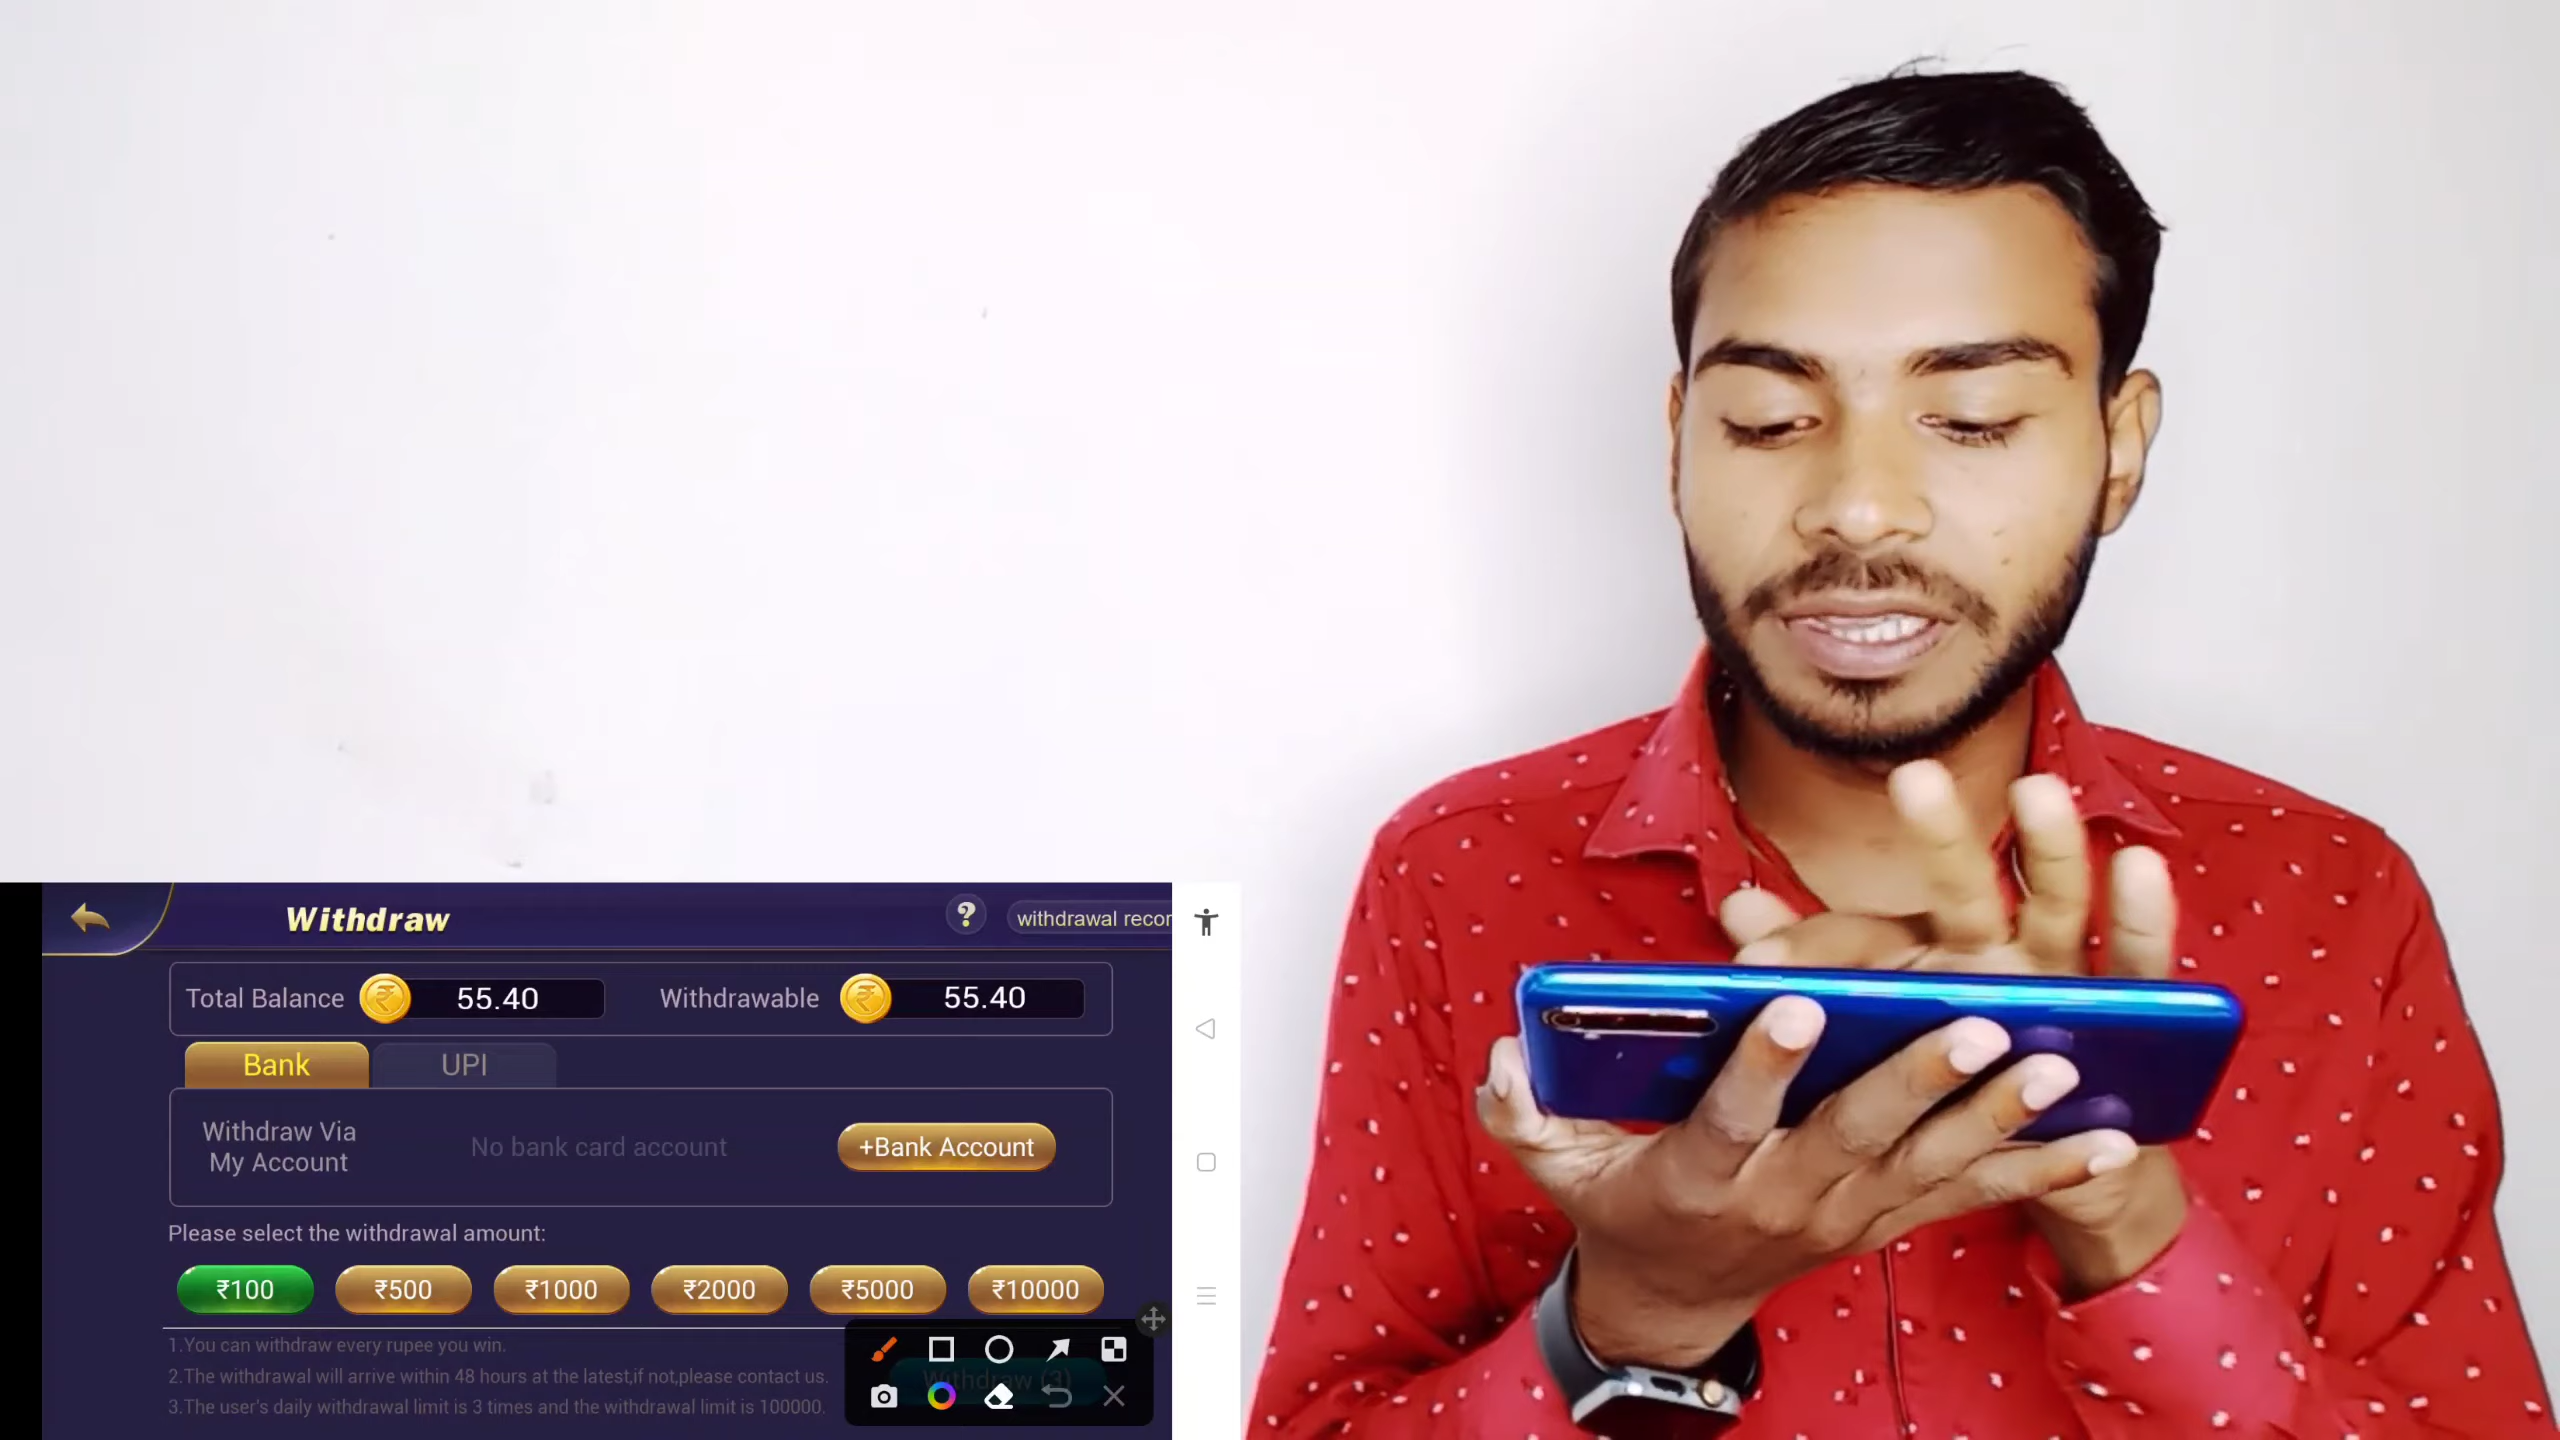 Withdraw
?
withdrawal recor
Total Balance
55.40
Withdrawable
55.40
Bank
UPI
Withdraw Via
My Account
No bank card account
+Bank Account
Please select the withdrawal amount:
₹100
₹500
₹1000
₹2000
₹5000
₹10000
1.You can withdraw every rupee you win.
2.The withdrawal will arrive within 48 hours at the latest,if not,please contact us.
Withdraw (3)
3.The user's daily withdrawal limit is 3 times and the withdrawal limit is 100000.